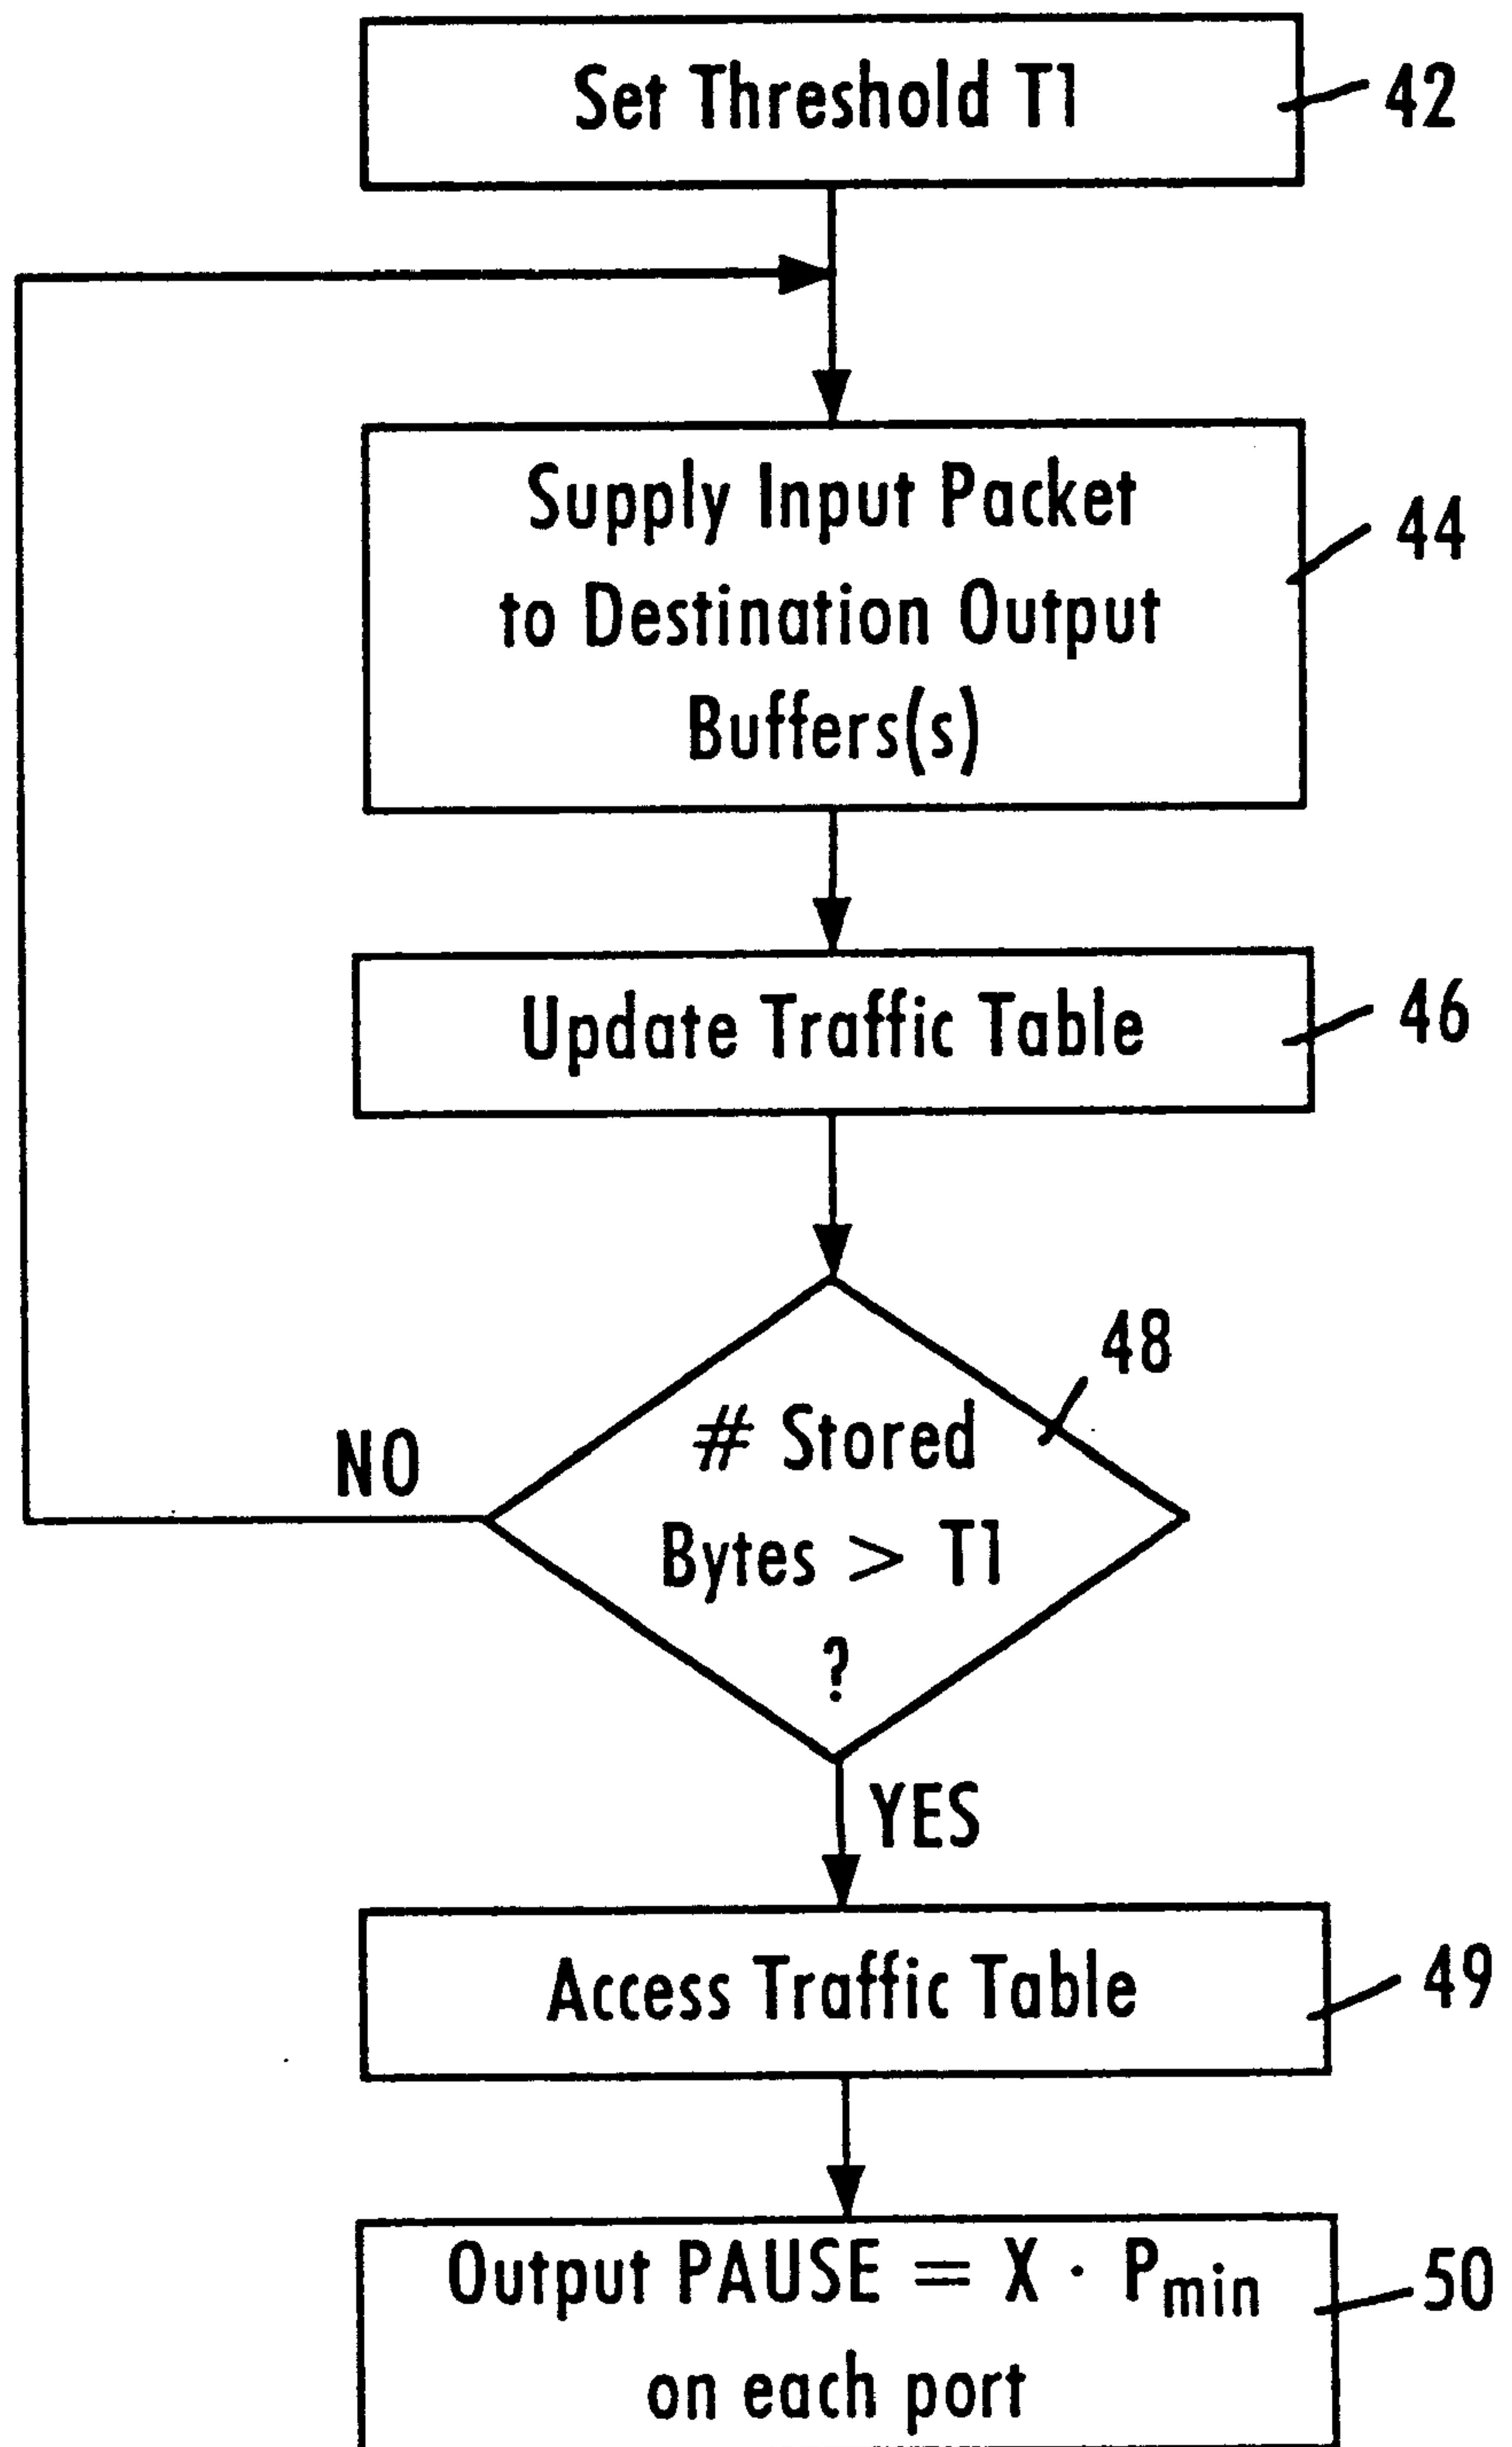 Set Threshold T1
42
Supply Input Packet
to Destination Output
Buffers(s)
44
Update Traffic Table
46
48
# Stored
Bytes > T1
?
NO
YES
Access Traffic Table
49
Output PAUSE = X · Pmin
on each port
50